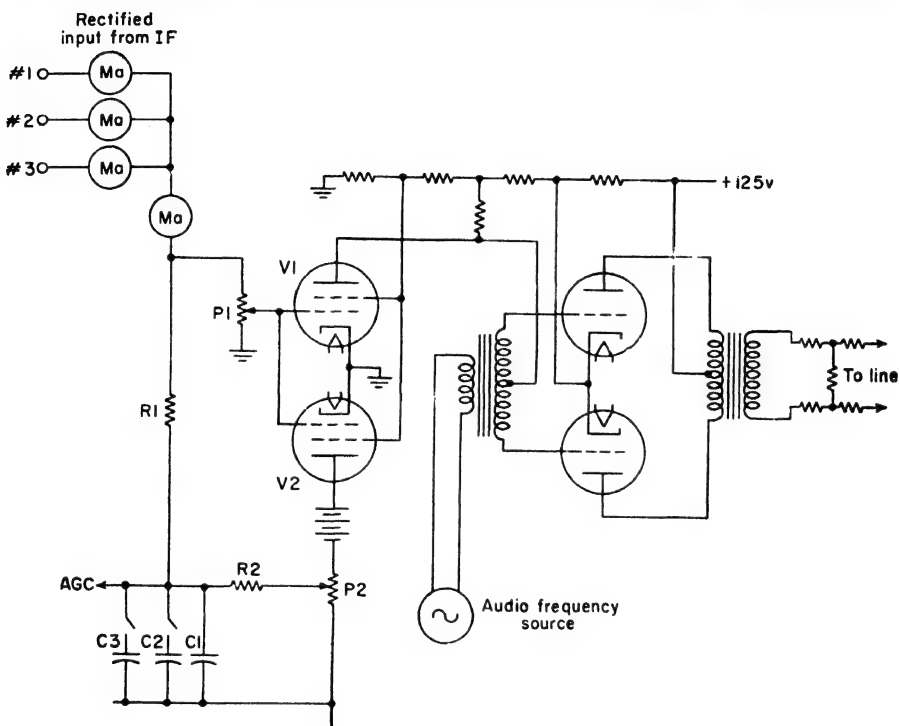 Rectified
input from IF
#1
Ma
#2
Ma
#3
Ma
Ma
+125v
V1
P1
To line
R1
V2
R2
AGC
P2
Audio frequency
source
C3
C2
C1